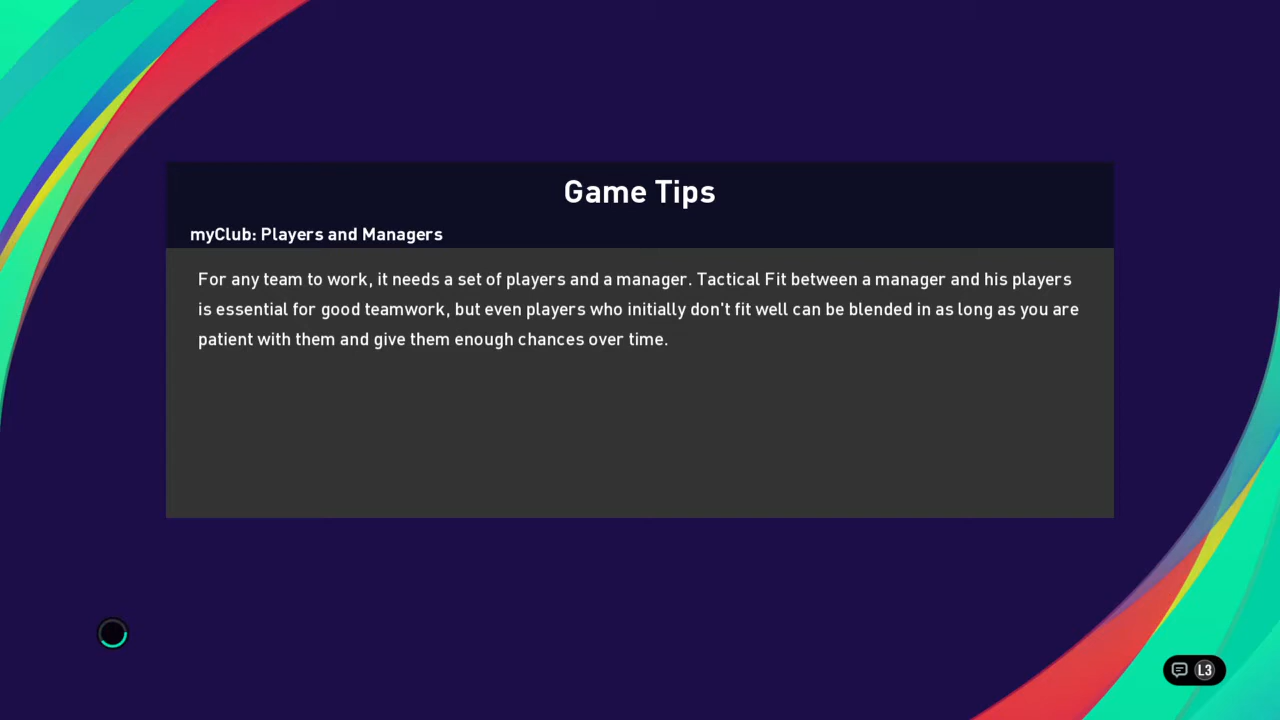 Game Tips
myClub: Players and Managers
For any team to work, it needs a set of players and a manager. Tactical Fit between a manager and his players
is essential for good teamwork, but even players who initially don't fit well can be blended in as long as you are
patient with them and give them enough chances over time.
L3